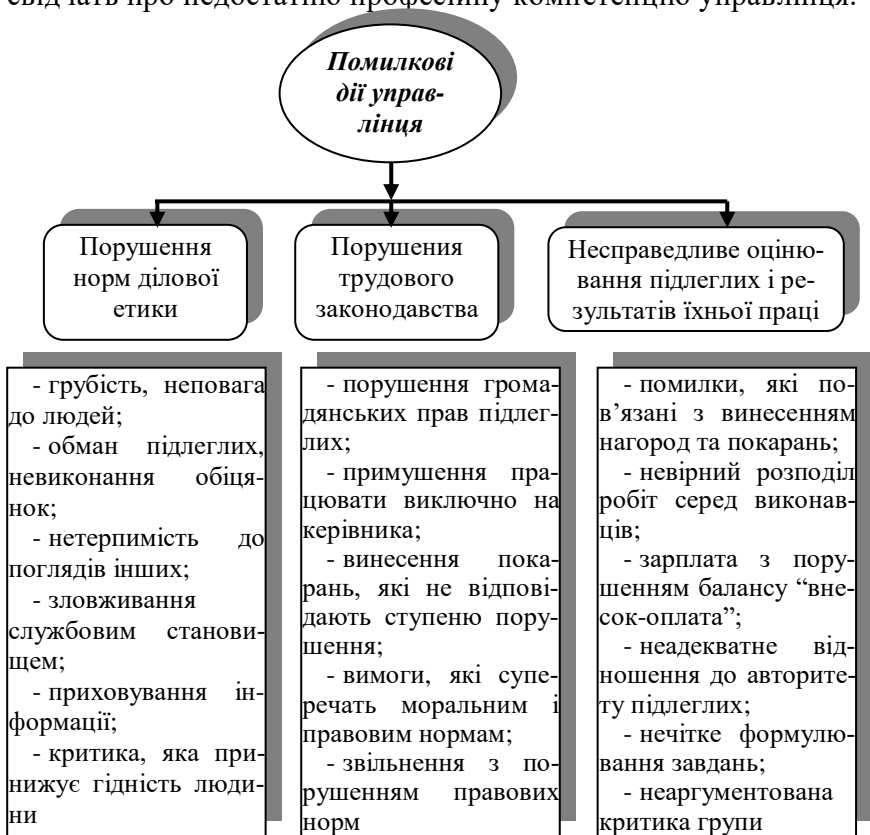 свідчать про недостатню професійну компетенцію управлінця.
Помилкові
дії управ-
лінця
Порушення
норм ділової
етики
Порушения
трудового
законодавства
Несправедливе оціню-
вання підлеглих і ре-
зультатів їхньої праці
- грубість, неповага
до людей;
- обман підлеглих,
невиконання обіця-
нок;
- нетерпимість до
поглядів інших;
- зловживання
службовим станови-
щем;
- приховування ін-
формації;
- критика, яка при-
нижує гідність люди-
ни
- порушення грома-
дянських прав підлег-
лих;
- примушення пра-
цювати виключно на
керівника;
- винесення пока-
рань, які не відпові-
дають ступеню пору-
шення;
- вимоги, які супе-
речать моральним і
правовим нормам;
- звільнення з по-
рушенням правових
норм
- помилки, які по-
в’язані з винесенням
нагород та покарань;
- невірний розподіл
робіт серед виконав-
ців;
- зарплата з пору-
шенням балансу “вне-
сок-оплата”;
- неадекватне від-
ношення до авторите-
ту підлеглих;
- нечітке формулю-
вання завдань;
- неаргументована
критика групи